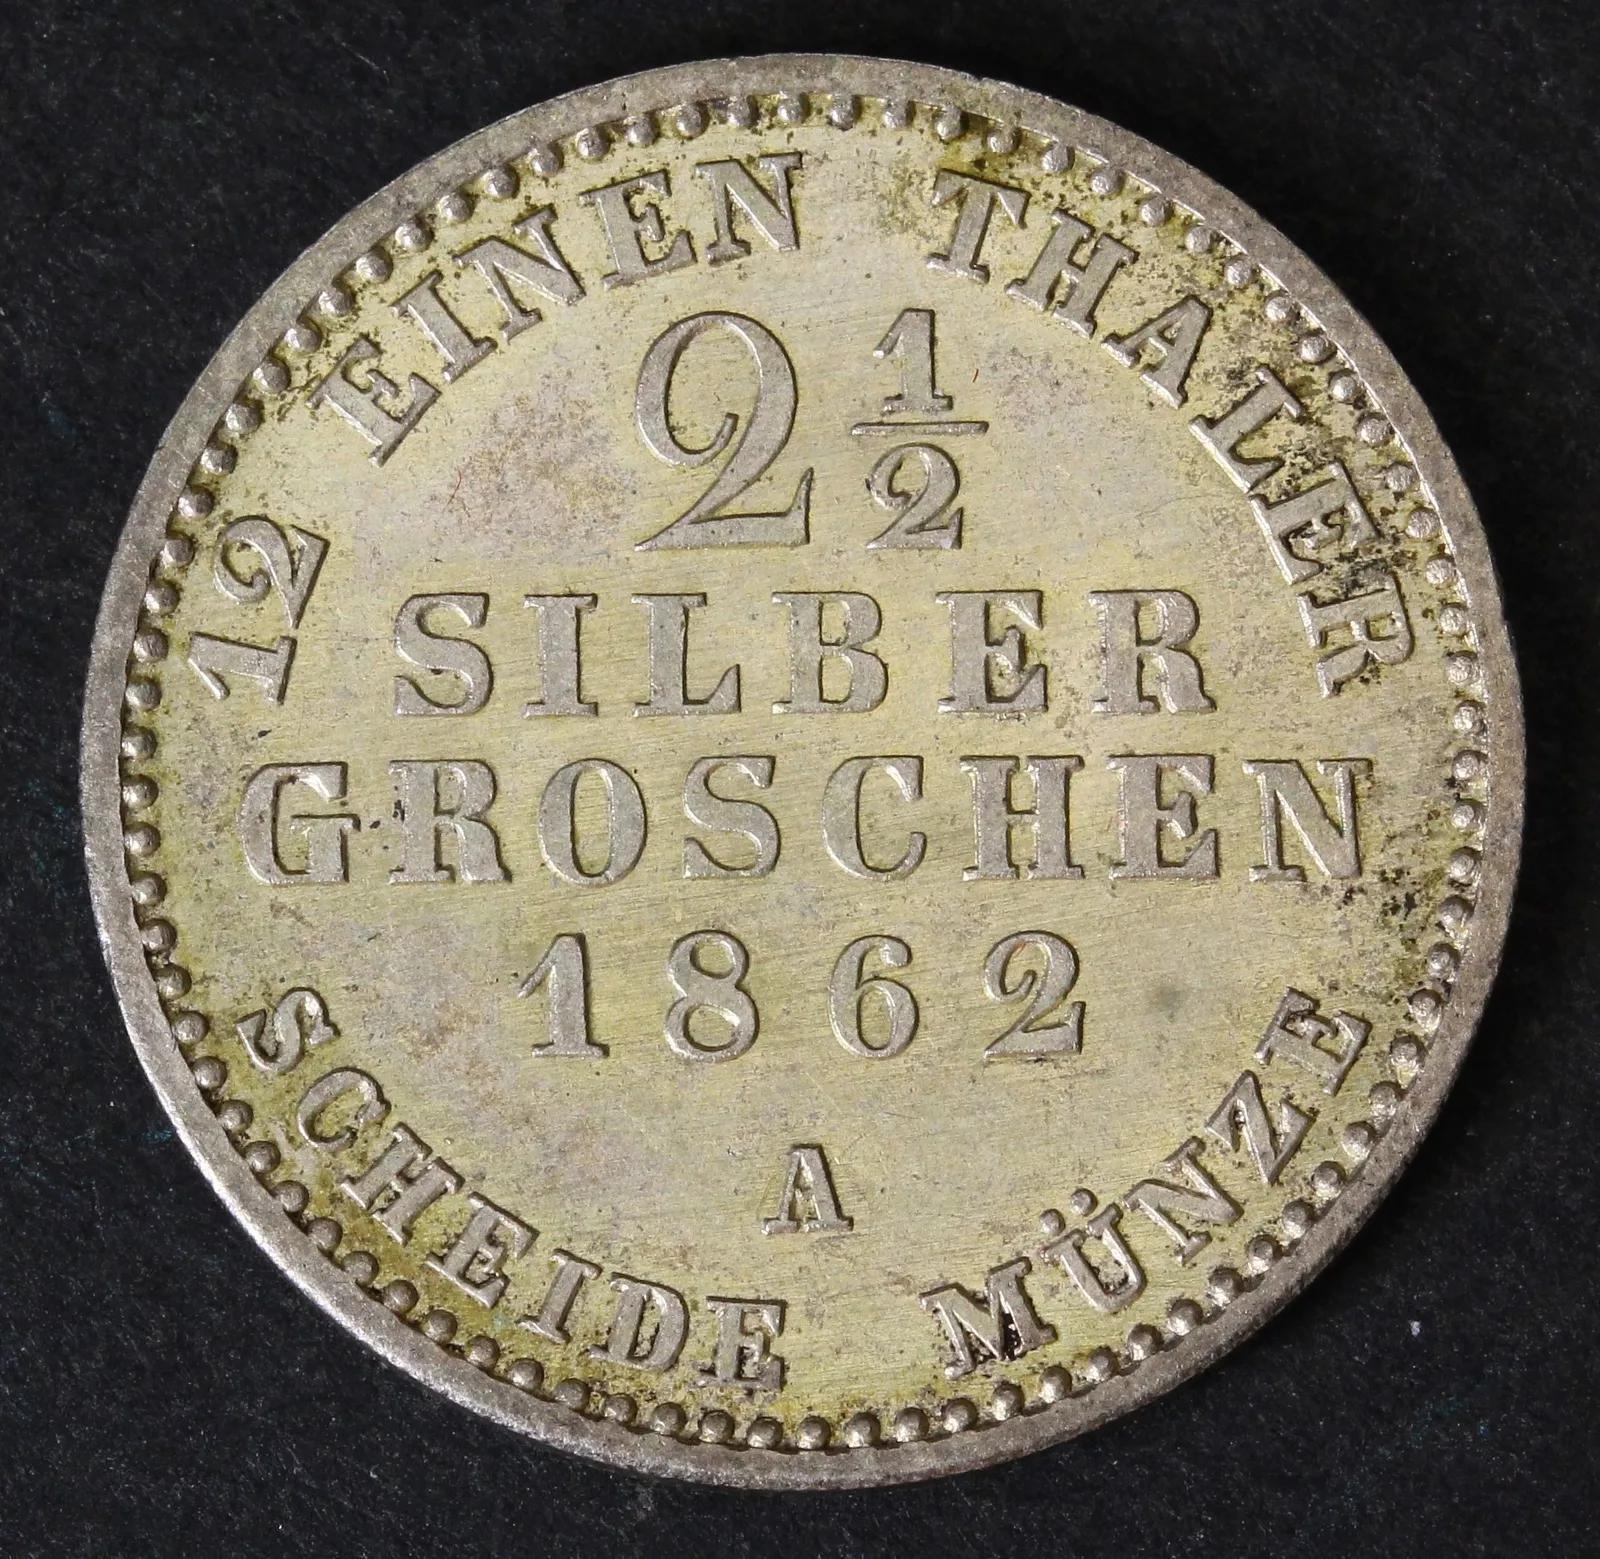 12 EINEN THALER
2 1/2
SILBER
GROSCHEN
1862
A
SCHEIDE MÜNZE